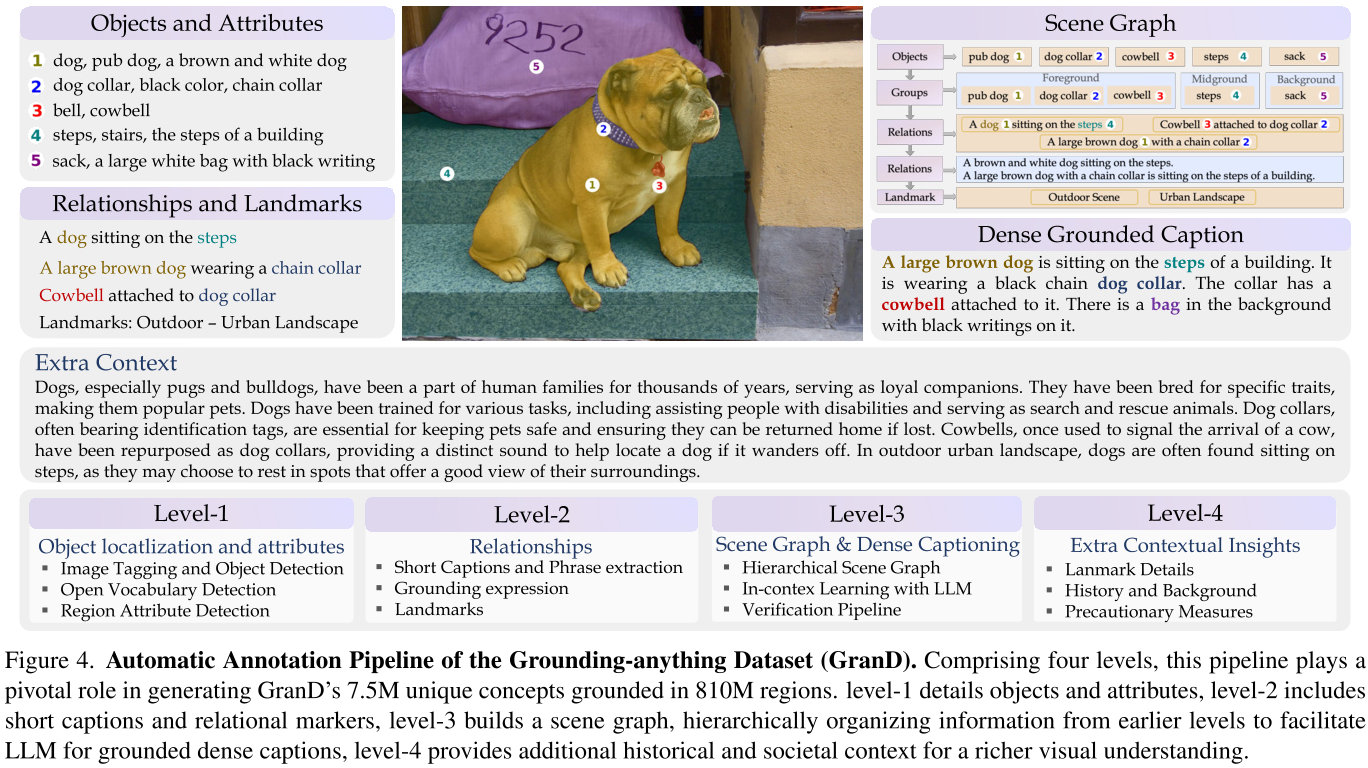 Objects and Attributes
1 dog, pub dog, a brown and white dog
2 dog collar, black color, chain collar
3 bell, cowbell
4 steps, stairs, the steps of a building
5 sack, a large white bag with black writing
Relationships and Landmarks
A dog sitting on the steps
A large brown dog wearing a chain collar
Cowbell attached to dog collar
Landmarks: Outdoor – Urban Landscape
9252
5
2
4
1
3
Scene Graph
Objects
pub dog 1
dog collar 2
cowbell 3
steps 4
sack 5
Groups
Foreground
pub dog 1
dog collar 2
cowbell 3
Midground
steps 4
Background
sack 5
Relations
A dog 1 sitting on the steps 4
Cowbell 3 attached to dog collar 2
A large brown dog 1 with a chain collar 2
Relations
A brown and white dog sitting on the steps.
A large brown dog with a chain collar is sitting on the steps of a building.
Landmark
Outdoor Scene
Urban Landscape
Dense Grounded Caption
A large brown dog is sitting on the steps of a building. It
is wearing a black chain dog collar. The collar has a
cowbell attached to it. There is a bag in the background
with black writings on it.
Extra Context
Dogs, especially pugs and bulldogs, have been a part of human families for thousands of years, serving as loyal companions. They have been bred for specific traits,
making them popular pets. Dogs have been trained for various tasks, including assisting people with disabilities and serving as search and rescue animals. Dog collars,
often bearing identification tags, are essential for keeping pets safe and ensuring they can be returned home if lost. Cowbells, once used to signal the arrival of a cow,
have been repurposed as dog collars, providing a distinct sound to help locate a dog if it wanders off. In outdoor urban landscape, dogs are often found sitting on
steps, as they may choose to rest in spots that offer a good view of their surroundings.
Level-1
Object locatlization and attributes
▪ Image Tagging and Object Detection
▪ Open Vocabulary Detection
▪ Region Attribute Detection
Level-2
Relationships
▪ Short Captions and Phrase extraction
▪ Grounding expression
▪ Landmarks
Level-3
Scene Graph & Dense Captioning
▪ Hierarchical Scene Graph
▪ In-contex Learning with LLM
▪ Verification Pipeline
Level-4
Extra Contextual Insights
▪ Lanmark Details
▪ History and Background
▪ Precautionary Measures
Figure 4. Automatic Annotation Pipeline of the Grounding-anything Dataset (GranD). Comprising four levels, this pipeline plays a
pivotal role in generating GranD's 7.5M unique concepts grounded in 810M regions. level-1 details objects and attributes, level-2 includes
short captions and relational markers, level-3 builds a scene graph, hierarchically organizing information from earlier levels to facilitate
LLM for grounded dense captions, level-4 provides additional historical and societal context for a richer visual understanding.